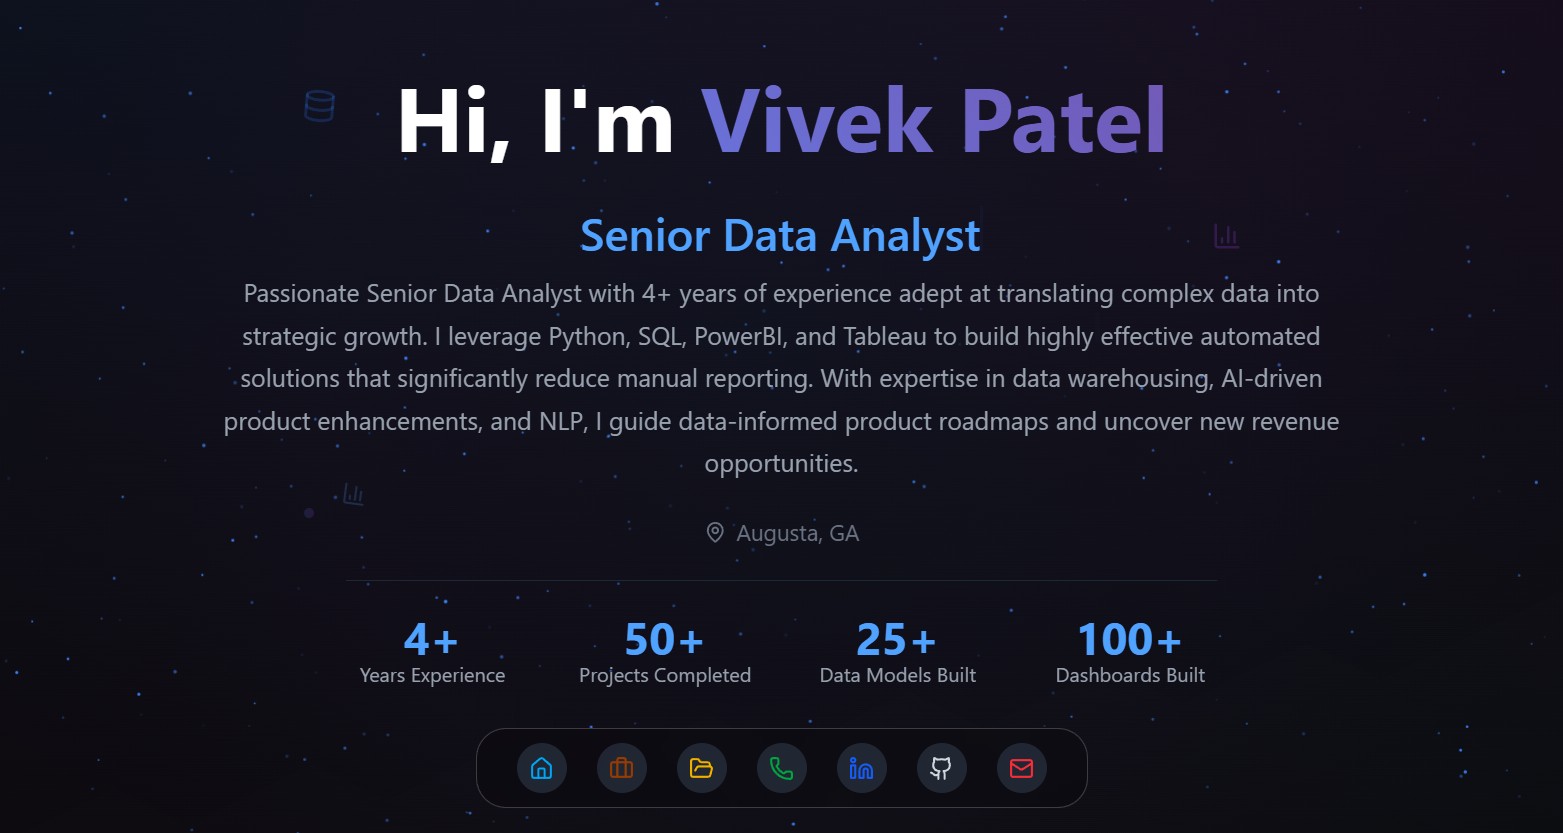 Hi, I'm Vivek Patel
Senior Data Analyst
Passionate Senior Data Analyst with 4+ years of experience adept at translating complex data into
strategic growth. I leverage Python, SQL, PowerBI, and Tableau to build highly effective automated
solutions that significantly reduce manual reporting. With expertise in data warehousing, AI-driven
product enhancements, and NLP, I guide data-informed product roadmaps and uncover new revenue
opportunities.
Augusta, GA
4+
Years Experience
50+
Projects Completed
25+
Data Models Built
100+
Dashboards Built